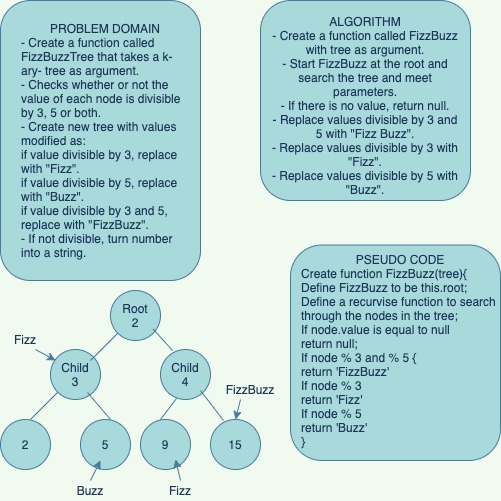 PROBLEM DOMAIN
- Create a function called
FizzBuzzTree that takes a k-
ary- tree as argument.
- Checks whether or not the
value of each node is divisible
by 3, 5 or both.
- Create new tree with values
modified as:
if value divisible by 3, replace
with "Fizz".
if value divisible by 5, replace
with "Buzz".
if value divisible by 3 and 5,
replace with "FizzBuzz".
- If not divisible, turn number
into a string.
ALGORITHM
- Create a function called FizzBuzz
with tree as argument.
- Start FizzBuzz at the root and
search the tree and meet
parameters.
- If there is no value, return null.
- Replace values divisible by 3 and
5 with "Fizz Buzz".
- Replace values divisible by 3 with
"Fizz".
- Replace values divisible by 5 with
"Buzz".
PSEUDO CODE
Create function FizzBuzz(tree){
Define FizzBuzz to be this.root;
Define a recurvise function to search
through the nodes in the tree;
If node.value is equal to null
return null;
If node % 3 and % 5 {
return 'FizzBuzz'
If node % 3
return 'Fizz'
If node % 5
return 'Buzz'
}
Root
2
Fizz
Child
3
Child
4
FizzBuzz
2
5
9
15
Buzz
Fizz